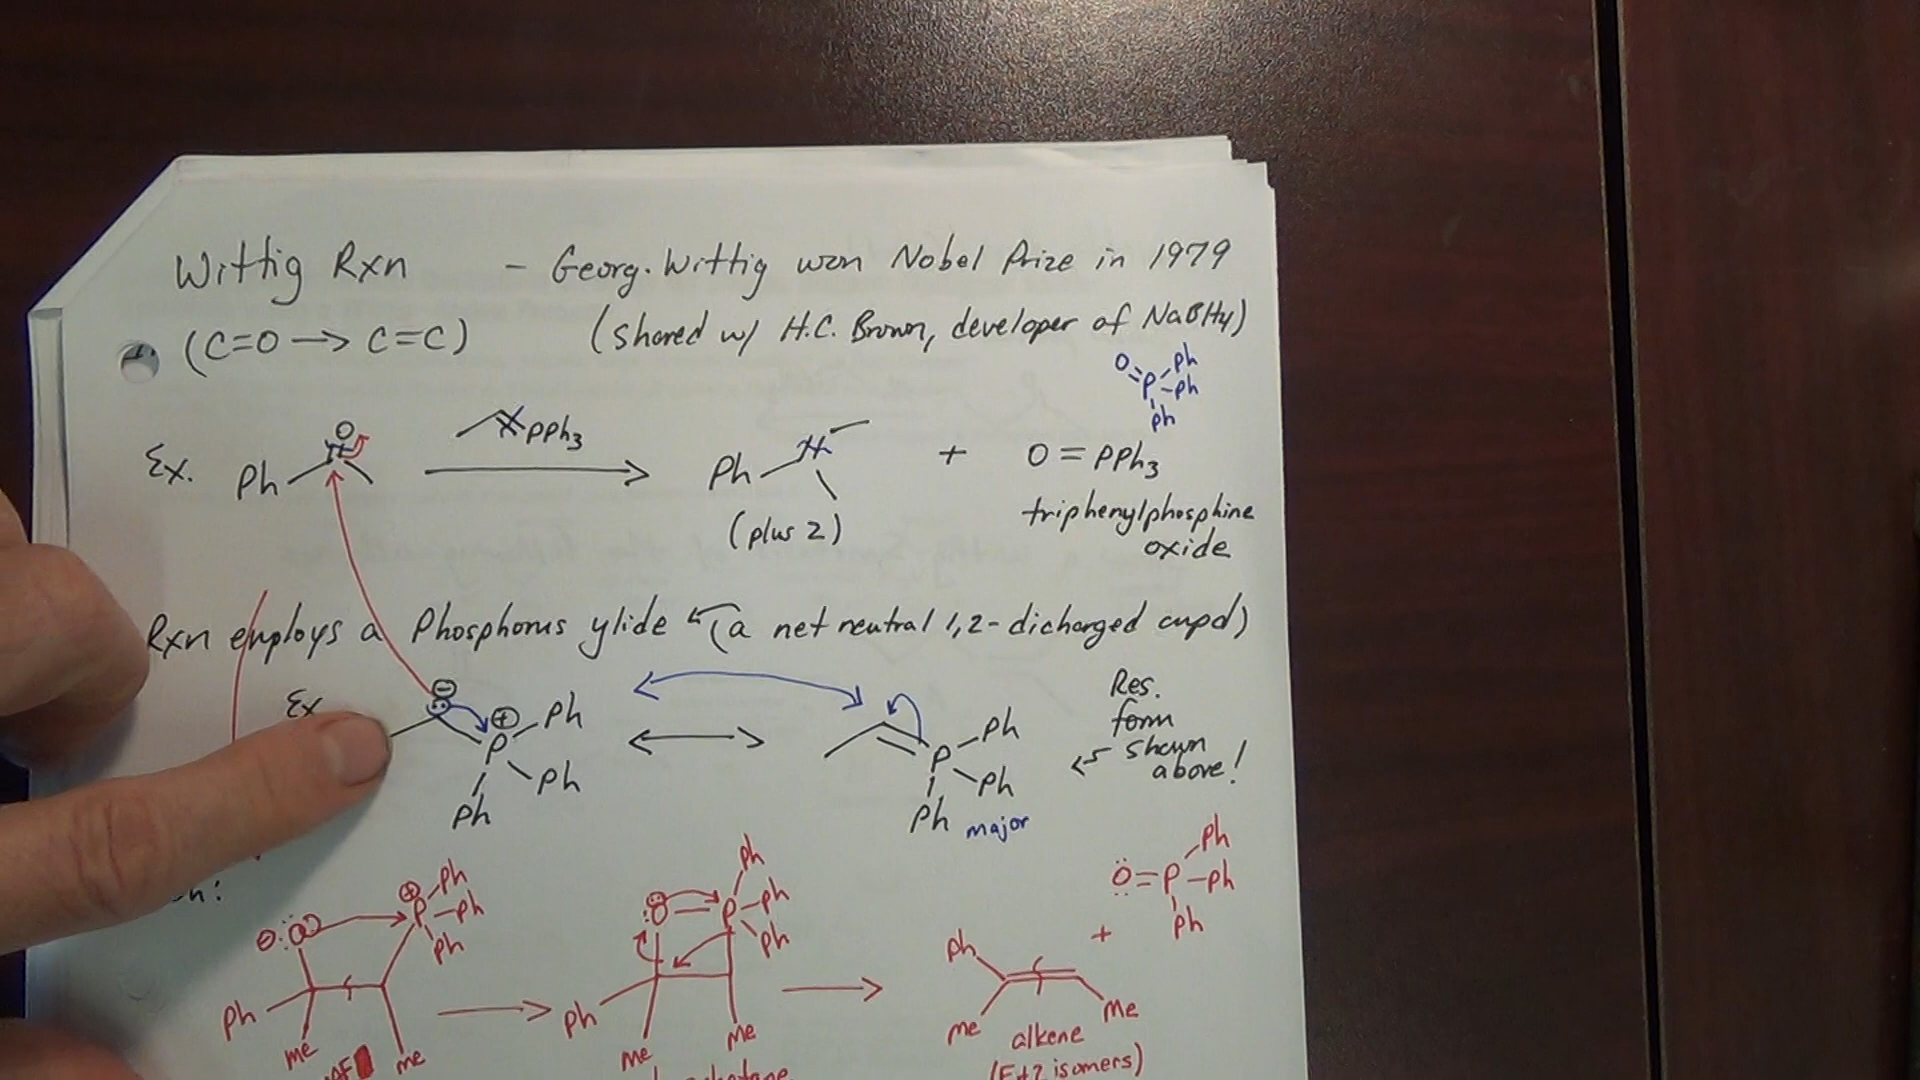 Wittig Rxn - Georg. Wittig won Nobel Prize in 1979
(C=O → C=C) (shared w/ H.C. Brown, developer of NaBH4)
O=P Ph Ph Ph
Ex. Ph O PPh3 Ph + O=PPh3
(plus Z) triphenylphosphine
oxide
Rxn employs a Phosphorus ylide (a net neutral 1,2-dicharged cmpd)
Ex ⊖ : ⊕ P Ph Ph Ph ↔ P Ph Ph Ph
major
Res.
form
shown
above!
⊖ :O ⊕ P Ph Ph Ph
Ph Me Me
:O P Ph Ph Ph
Ph Me Me
Ph Me Me + O=P Ph Ph Ph
alkene
(E+Z isomers)